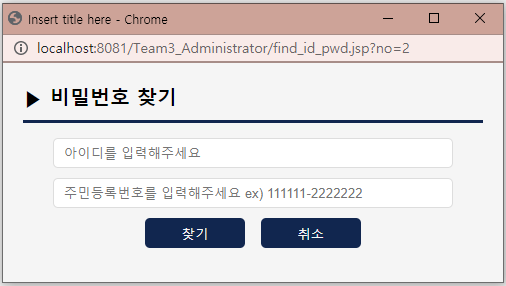 Insert title here - Chrome
localhost:8081/Team3_Administrator/find_id_pwd.jsp?no=2
▶ 비밀번호 찾기
아이디를 입력해주세요
주민등록번호를 입력해주세요 ex) 111111-2222222
찾기 취소